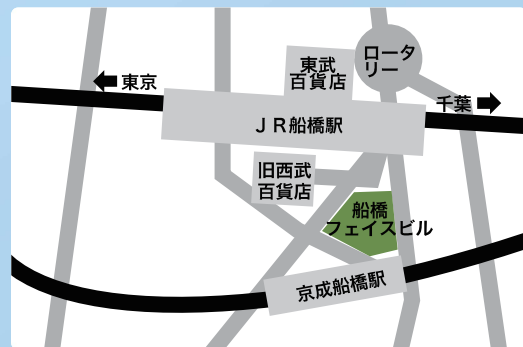 ロータ
リー
東武
百貨店
東京
千葉
ＪＲ船橋駅
旧西武
百貨店
船橋
フェイスビル
京成船橋駅